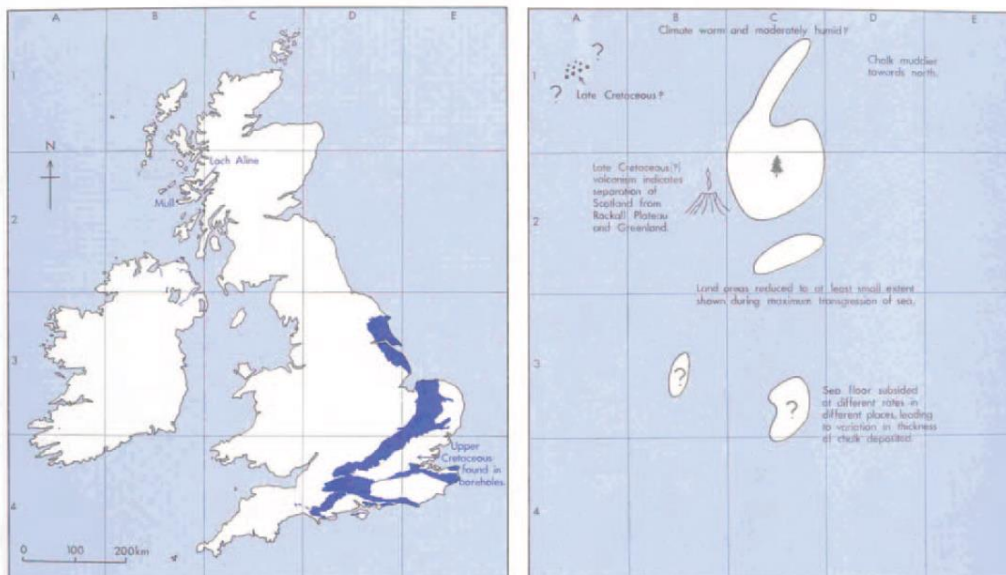 A B C D E
1
2
3
4
N
Loch Aline
Mull
Upper
Cretaceous
found in
boreholes.
0 100 200km
A B C D E
1
2
3
4
Climate warm and moderately humid?
Chalk muddier
towards north.
?
?
Late Cretaceous?
Late Cretaceous(?)
volcanism indicates
separation of
Scotland from
Rockall Plateau
and Greenland.
Land areas reduced to at least small extent
shown during maximum transgression of sea.
?
?
Sea floor subsided
at different rates in
different places, leading
to variation in thickness
of chalk deposited.